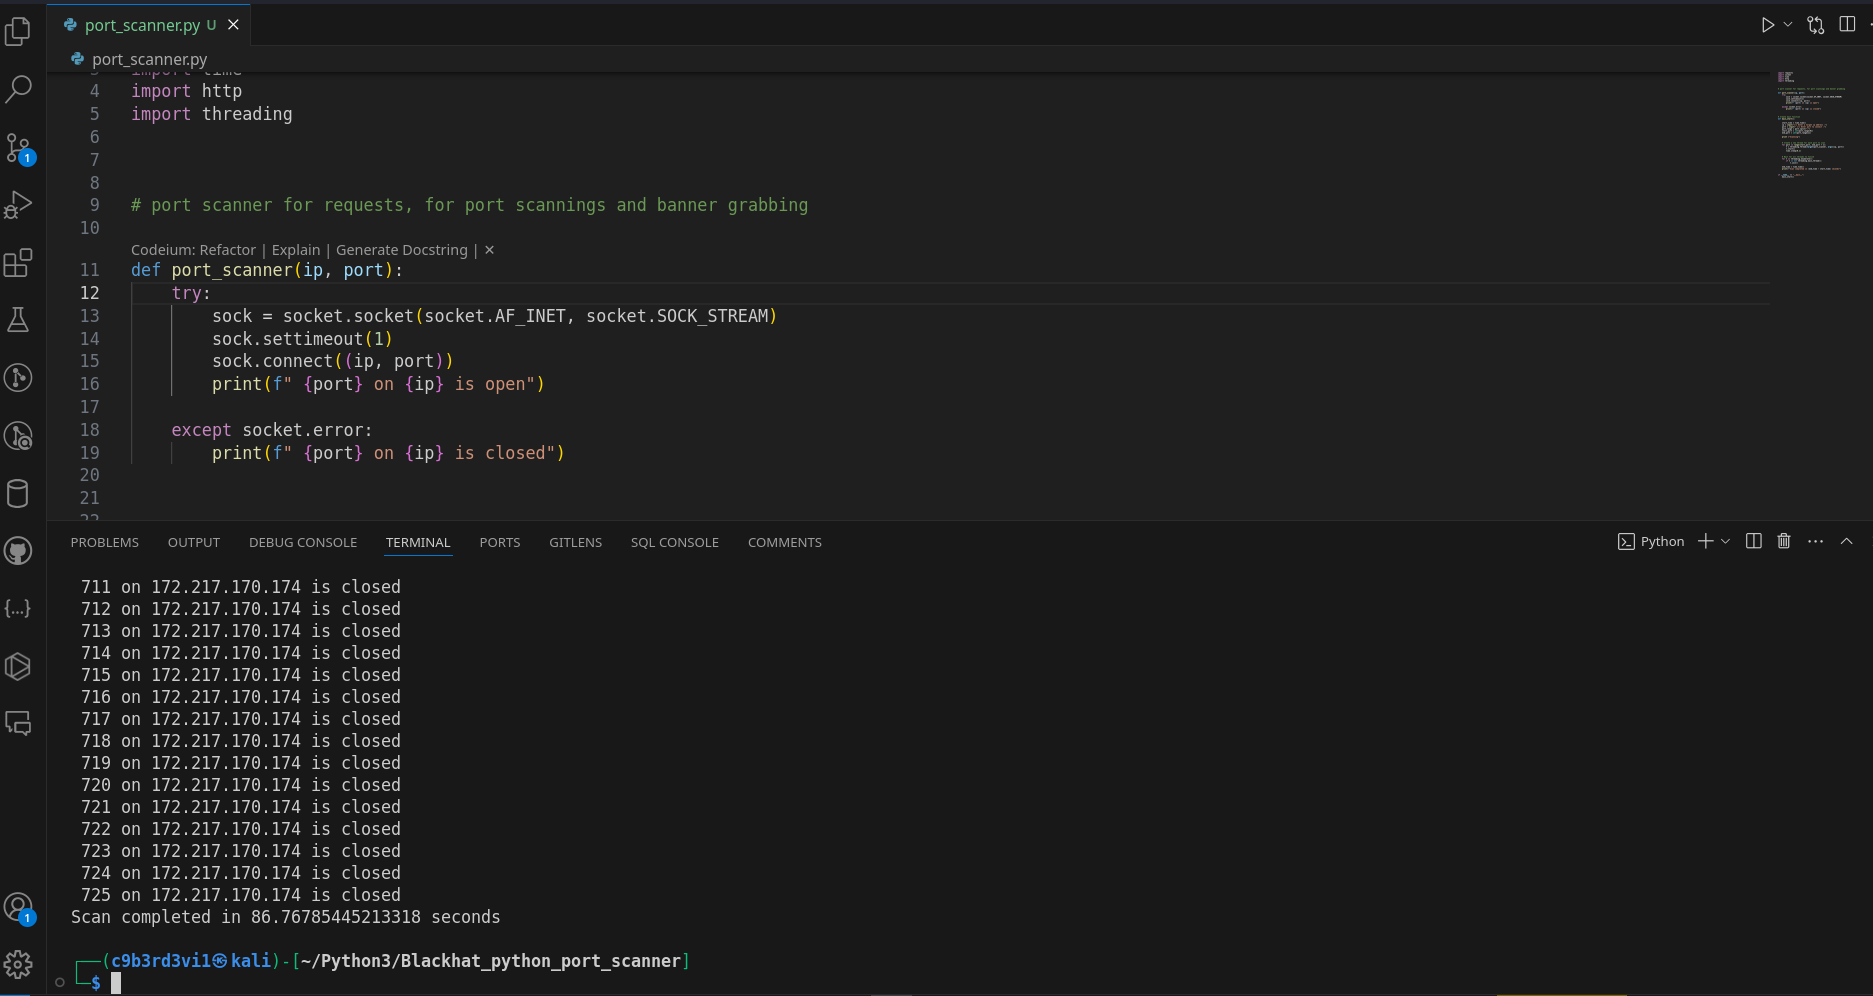 port_scanner.py U
port_scanner.py
3 import time
4 import http
5 import threading
6
7
8
9 # port scanner for requests, for port scannings and banner grabbing
10
Codeium: Refactor | Explain | Generate Docstring | ✕
11 def port_scanner(ip, port):
12 try:
13 sock = socket.socket(socket.AF_INET, socket.SOCK_STREAM)
14 sock.settimeout(1)
15 sock.connect((ip, port))
16 print(f" {port} on {ip} is open")
17
18 except socket.error:
19 print(f" {port} on {ip} is closed")
20
21
22
1
PROBLEMS OUTPUT DEBUG CONSOLE TERMINAL PORTS GITLENS SQL CONSOLE COMMENTS Python
711 on 172.217.170.174 is closed
712 on 172.217.170.174 is closed
713 on 172.217.170.174 is closed
714 on 172.217.170.174 is closed
715 on 172.217.170.174 is closed
716 on 172.217.170.174 is closed
717 on 172.217.170.174 is closed
718 on 172.217.170.174 is closed
719 on 172.217.170.174 is closed
720 on 172.217.170.174 is closed
721 on 172.217.170.174 is closed
722 on 172.217.170.174 is closed
723 on 172.217.170.174 is closed
724 on 172.217.170.174 is closed
725 on 172.217.170.174 is closed
Scan completed in 86.76785445213318 seconds
(c9b3rd3vi1㉿kali)-[~/Python3/Blackhat_python_port_scanner]
$
1